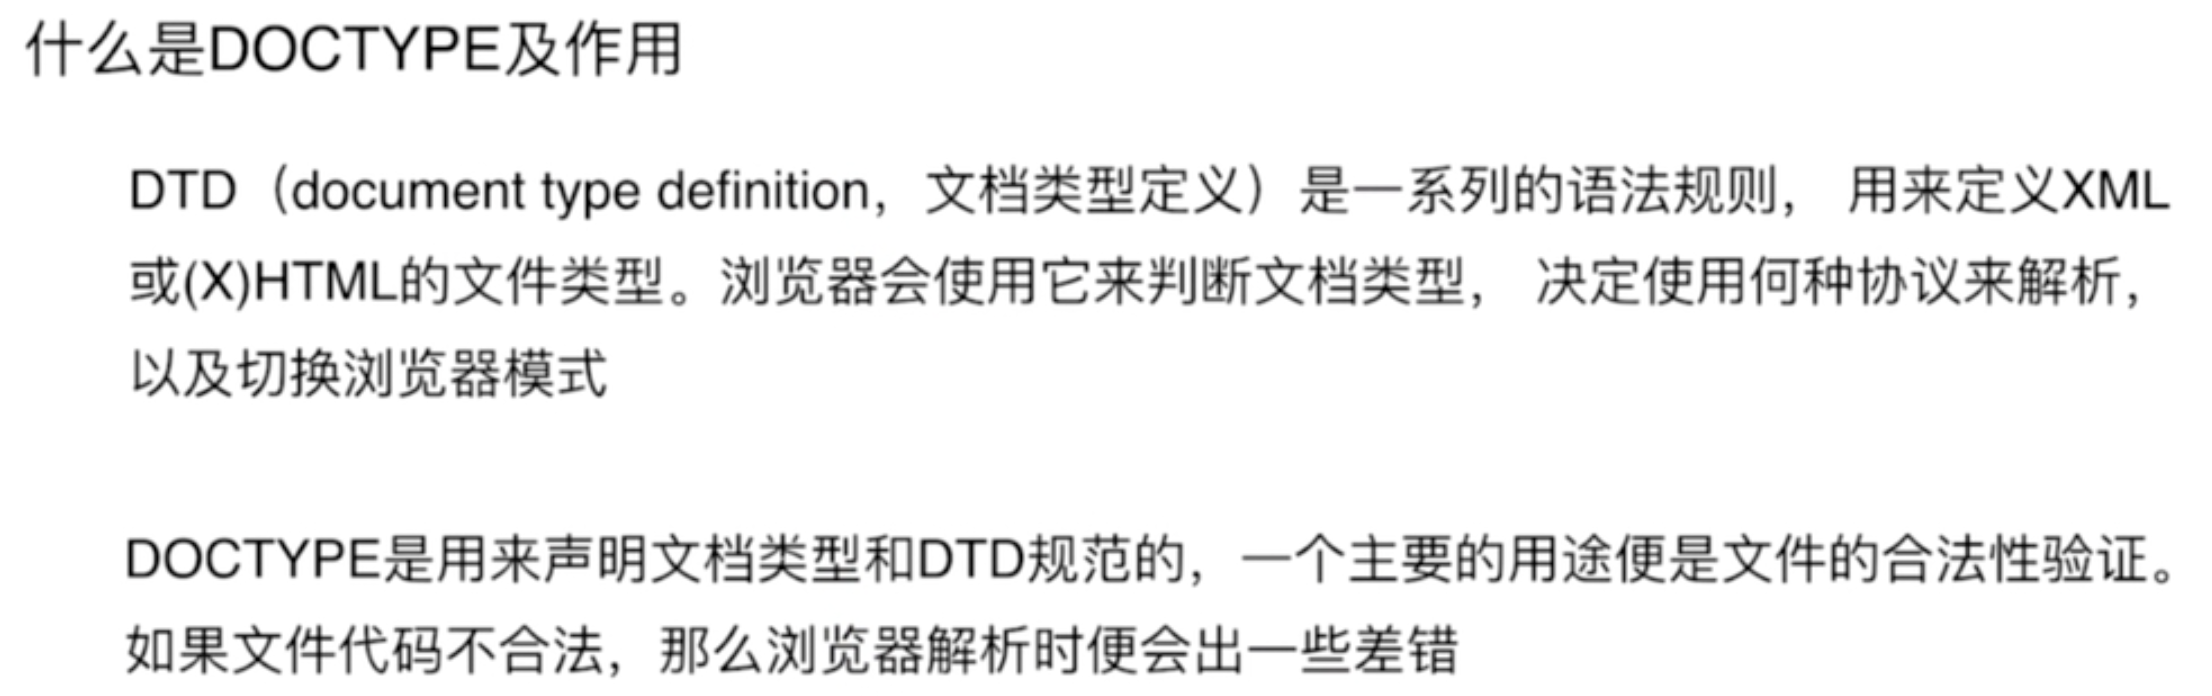 什么是DOCTYPE及作用
DTD（document type definition，文档类型定义）是一系列的语法规则， 用来定义XML
或(X)HTML的文件类型。浏览器会使用它来判断文档类型， 决定使用何种协议来解析，
以及切换浏览器模式
DOCTYPE是用来声明文档类型和DTD规范的，一个主要的用途便是文件的合法性验证。
如果文件代码不合法，那么浏览器解析时便会出一些差错